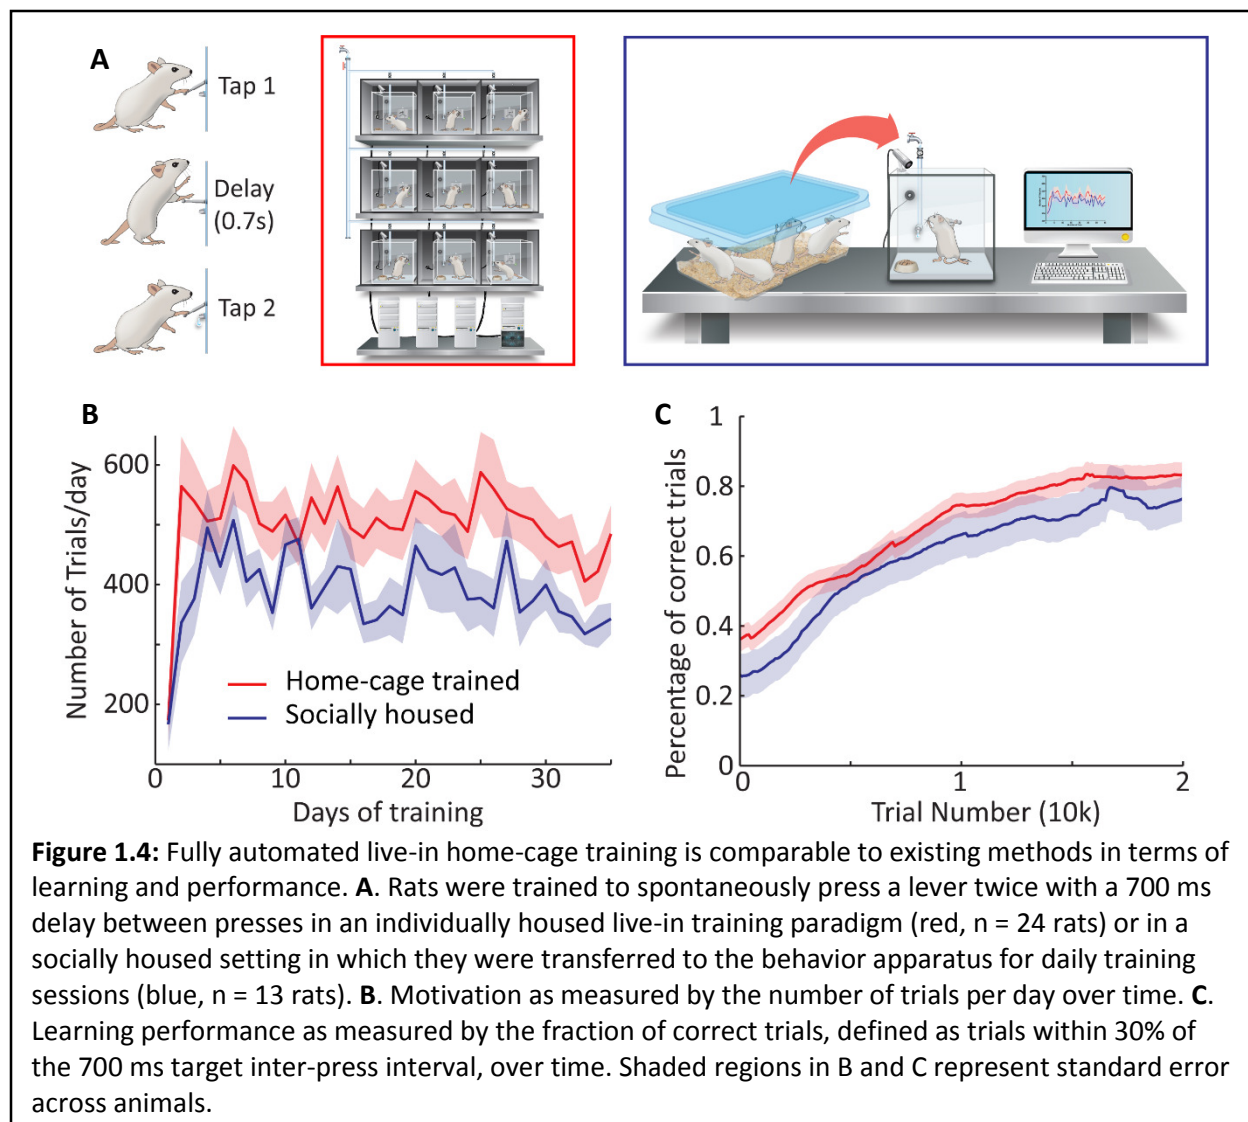 A
Tap 1
Delay
(0.7s)
Tap 2
B
Number of Trials/day
600
400
200
0
10
20
30
Days of training
Home-cage trained
Socially housed
C
Percentage of correct trials
1
0.8
0.6
0.4
0.2
0
0
1
2
Trial Number (10k)
Figure 1.4: Fully automated live-in home-cage training is comparable to existing methods in terms of
learning and performance. A. Rats were trained to spontaneously press a lever twice with a 700 ms
delay between presses in an individually housed live-in training paradigm (red, n = 24 rats) or in a
socially housed setting in which they were transferred to the behavior apparatus for daily training
sessions (blue, n = 13 rats). B. Motivation as measured by the number of trials per day over time. C.
Learning performance as measured by the fraction of correct trials, defined as trials within 30% of
the 700 ms target inter-press interval, over time. Shaded regions in B and C represent standard error
across animals.